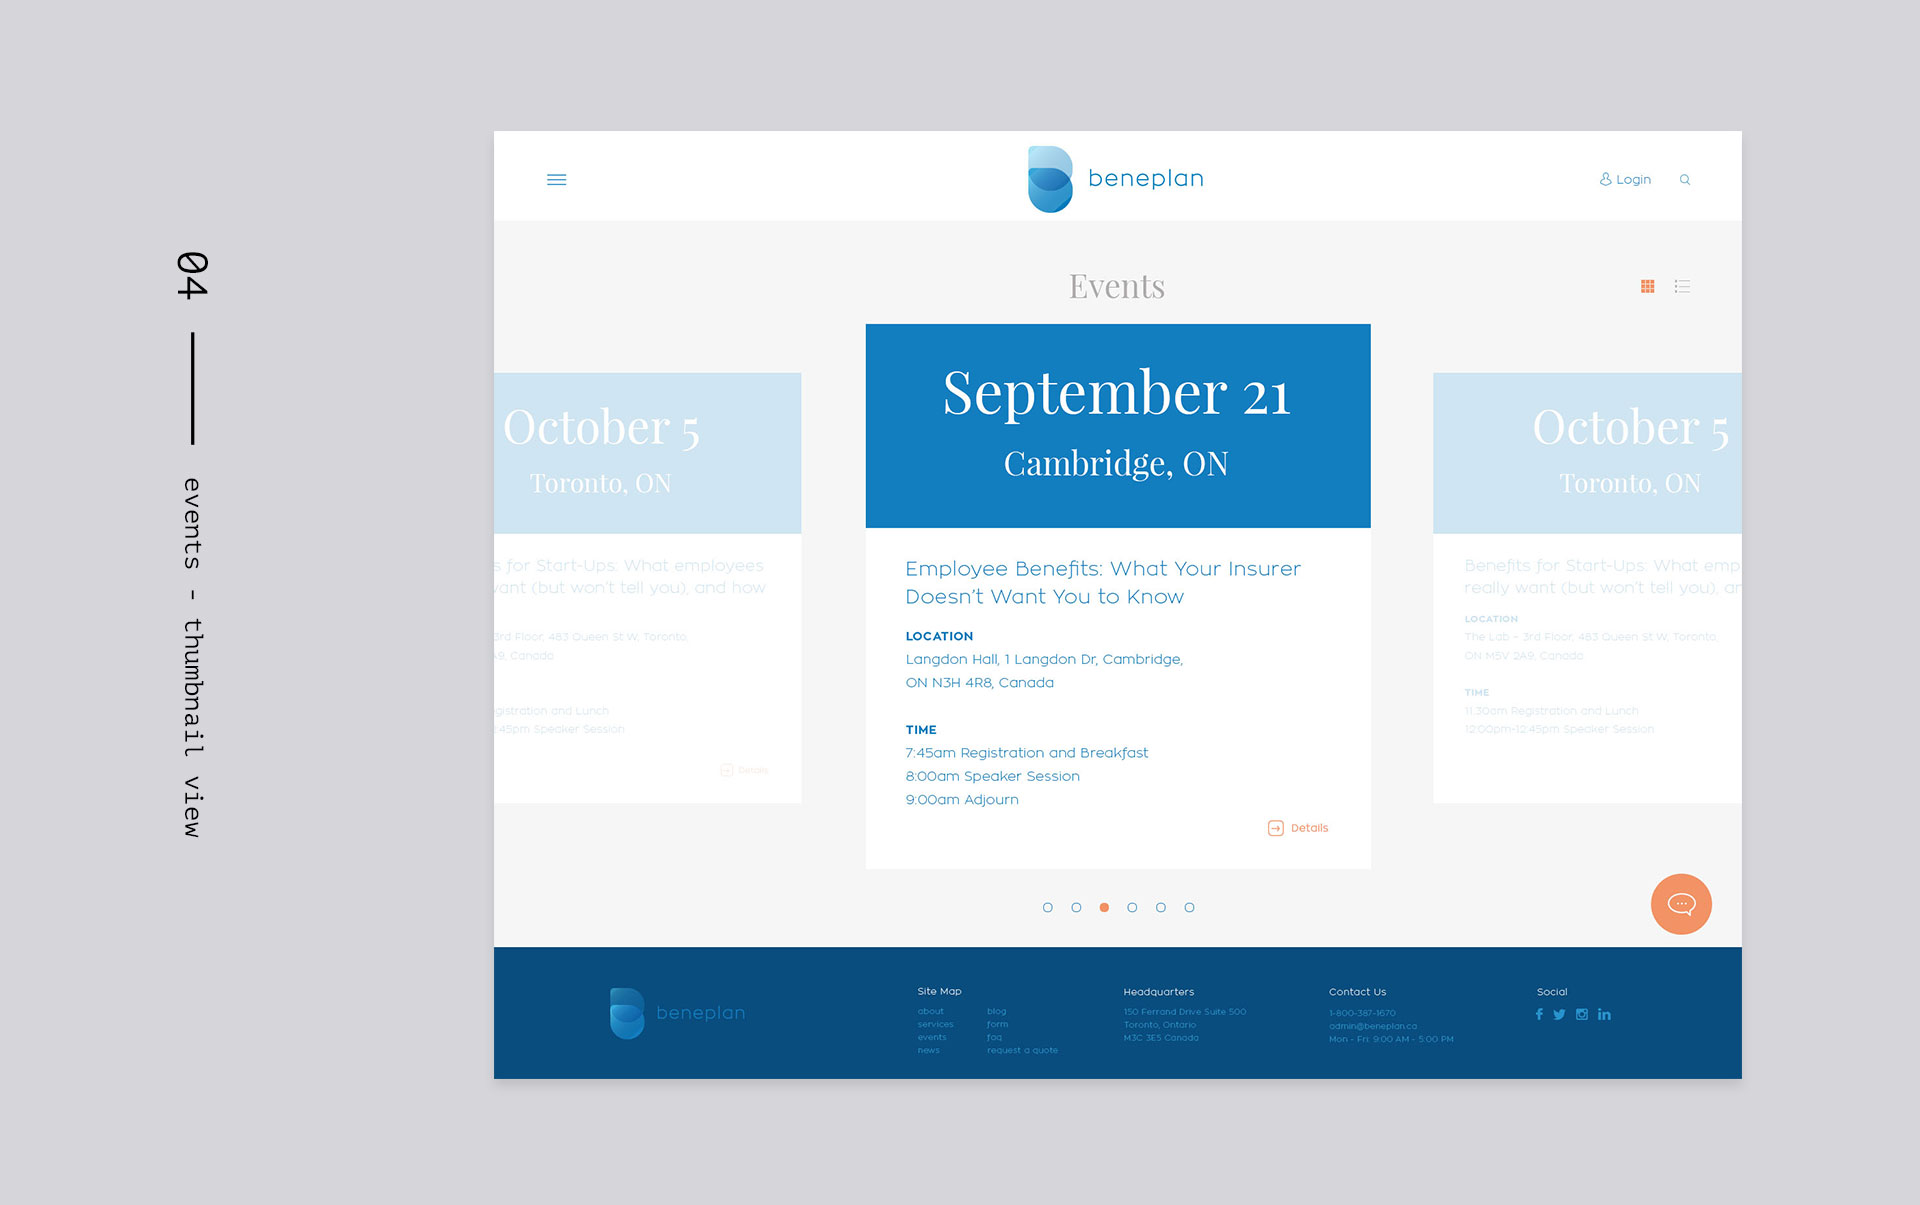 04
events - thumbnail view
beneplan
Login
Events
October 5
Toronto, ON
s for Start-Ups: What employees
want (but won't tell you), and how
3rd Floor, 483 Queen St W, Toronto,
A9, Canada
gistration and Lunch
:45pm Speaker Session
Details
September 21
Cambridge, ON
Employee Benefits: What Your Insurer
Doesn't Want You to Know
LOCATION
Langdon Hall, 1 Langdon Dr, Cambridge,
ON N3H 4R8, Canada
TIME
7:45am Registration and Breakfast
8:00am Speaker Session
9:00am Adjourn
Details
October 5
Toronto, ON
Benefits for Start-Ups: What emp
really want (but won't tell you), an
LOCATION
The Lab – 3rd Floor, 483 Queen St W, Toronto,
ON M5V 2A9, Canada
TIME
11:30am Registration and Lunch
12:00pm-12:45pm Speaker Session
beneplan
Site Map
about
services
events
news
blog
form
faq
request a quote
Headquarters
150 Ferrand Drive Suite 500
Toronto, Ontario
M3C 3E5 Canada
Contact Us
1-800-387-1670
admin@beneplan.ca
Mon - Fri: 9:00 AM - 5:00 PM
Social